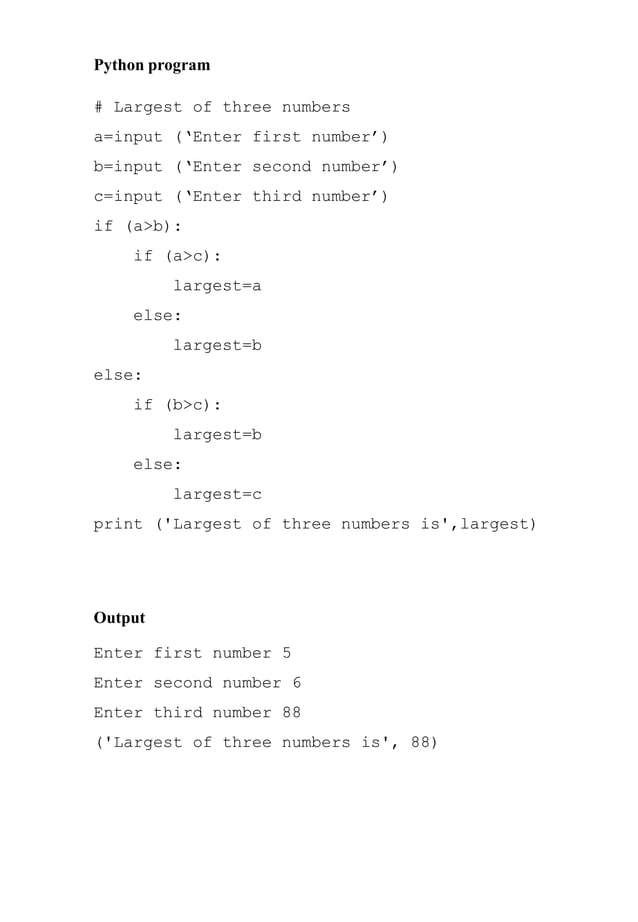 Python program
# Largest of three numbers
a=input (‘Enter first number’)
b=input (‘Enter second number’)
c=input (‘Enter third number’)
if (a>b):
    if (a>c):
        largest=a
    else:
        largest=b
else:
    if (b>c):
        largest=b
    else:
        largest=c
print ('Largest of three numbers is',largest)
Output
Enter first number 5
Enter second number 6
Enter third number 88
('Largest of three numbers is', 88)